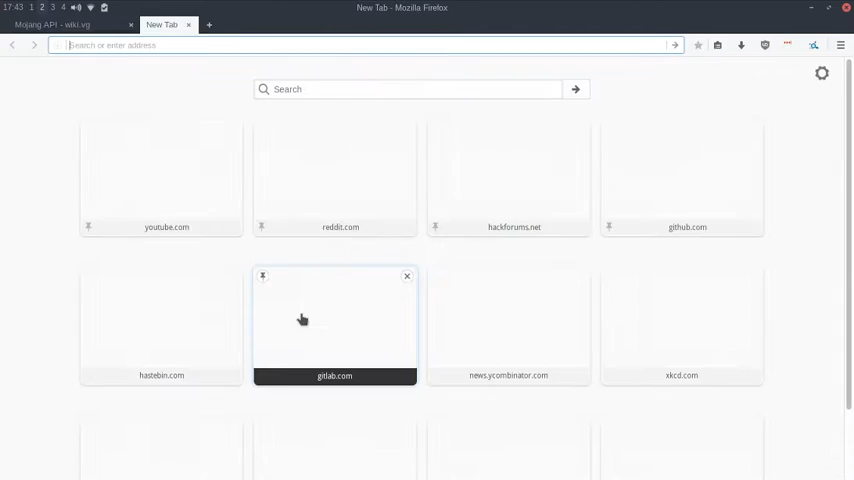 17:43 1 2 3 4 New Tab - Mozilla Firefox
Mojang API - wiki.vg New Tab
Search or enter address
Search
youtube.com reddit.com hackforums.net github.com
hastebin.com gitlab.com news.ycombinator.com xkcd.com